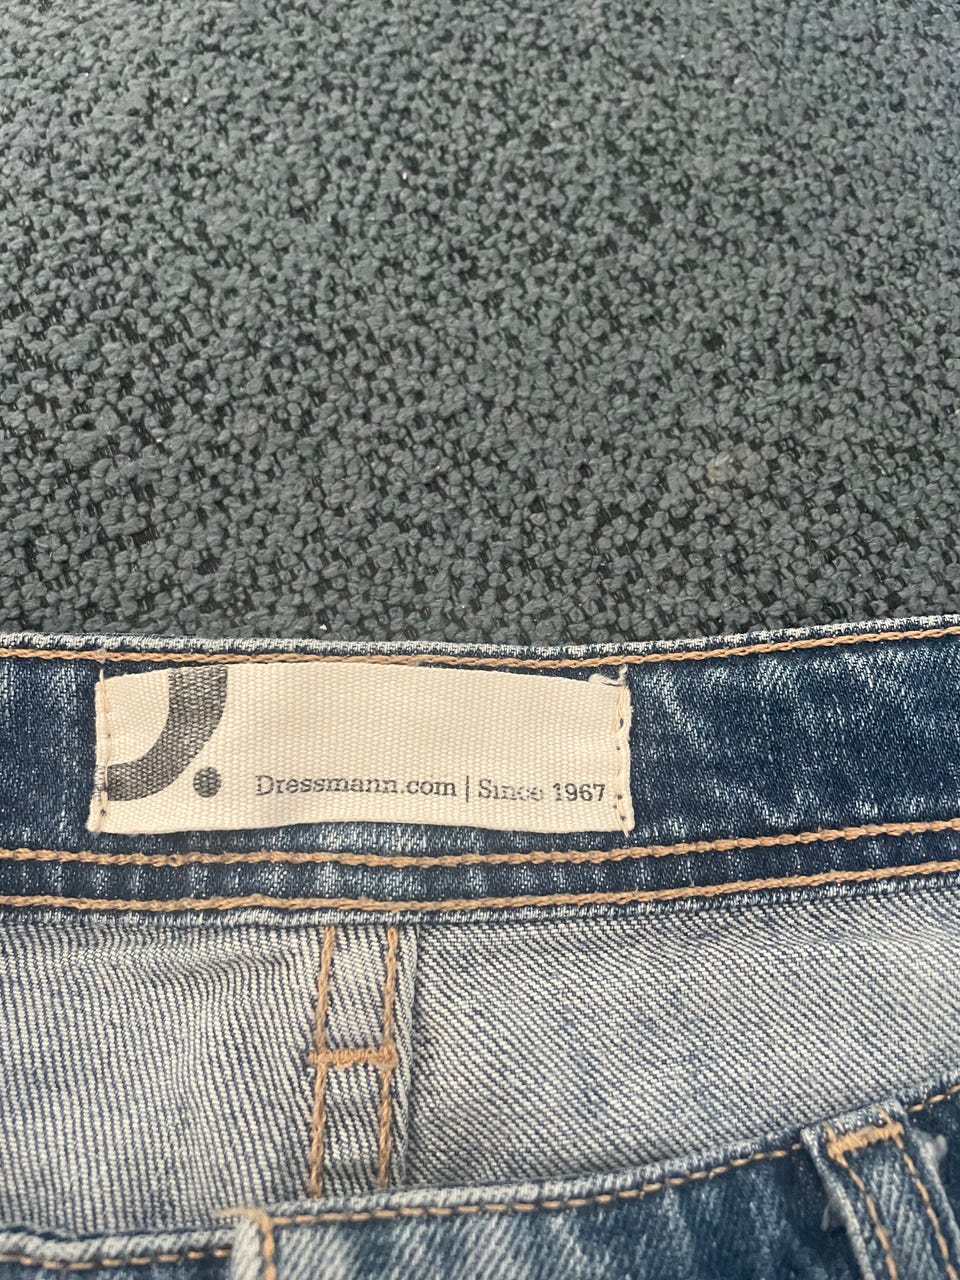 D.
Dressmann.com | Since 1967